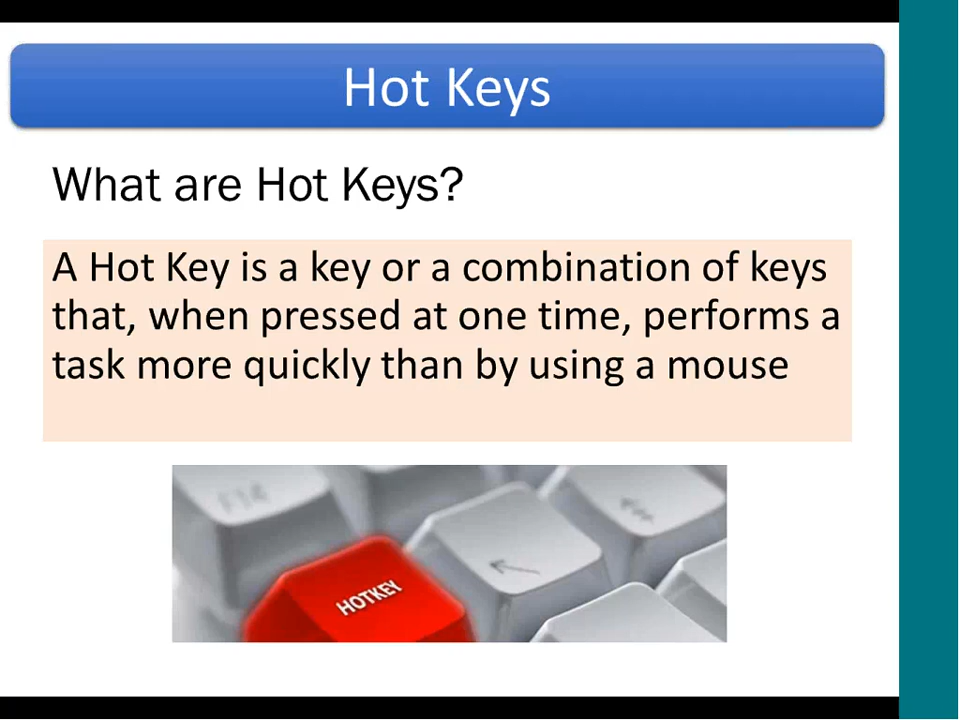 Hot Keys
What are Hot Keys?
A Hot Key is a key or a combination of keys
that, when pressed at one time, performs a
task more quickly than by using a mouse
F14
HOTKEY